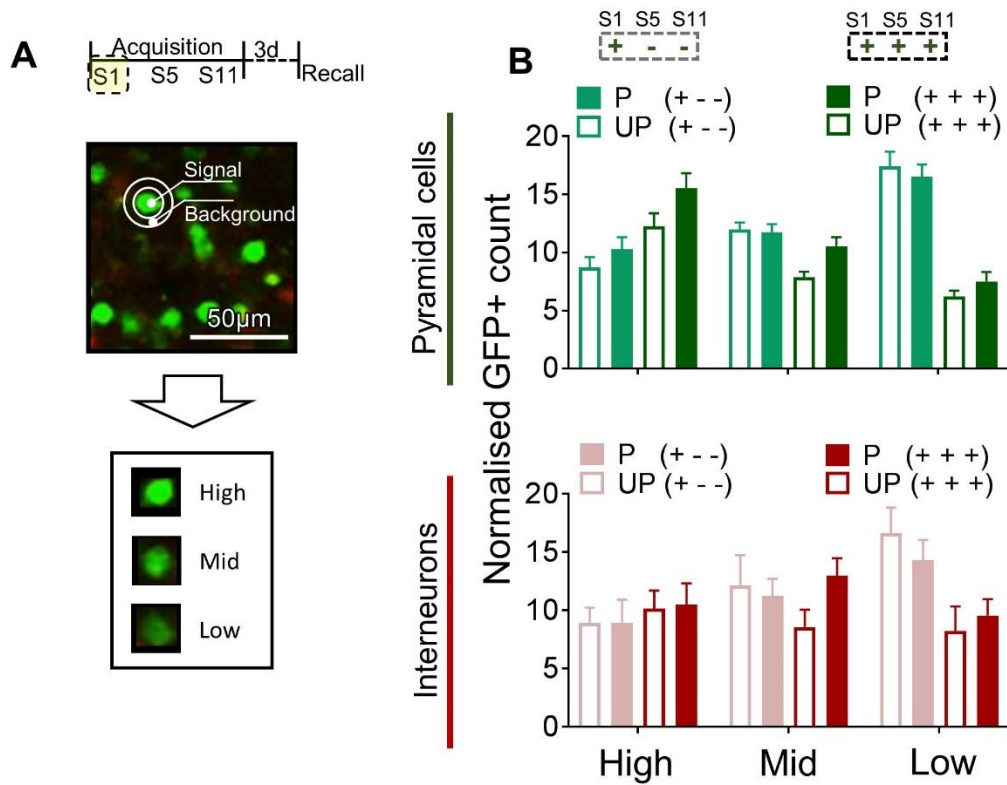 A
Acquisition 3d
S1 S5 S11 Recall
Signal
Background
50µm
High
Mid
Low
B
S1 S5 S11
+ - -
S1 S5 S11
+ + +
Pyramidal cells
Interneurons
Normalised GFP+ count
P (+ - -)
UP (+ - -)
P (+ + +)
UP (+ + +)
20
15
10
5
0
P (+ - -)
UP (+ - -)
P (+ + +)
UP (+ + +)
20
15
10
5
0
High Mid Low